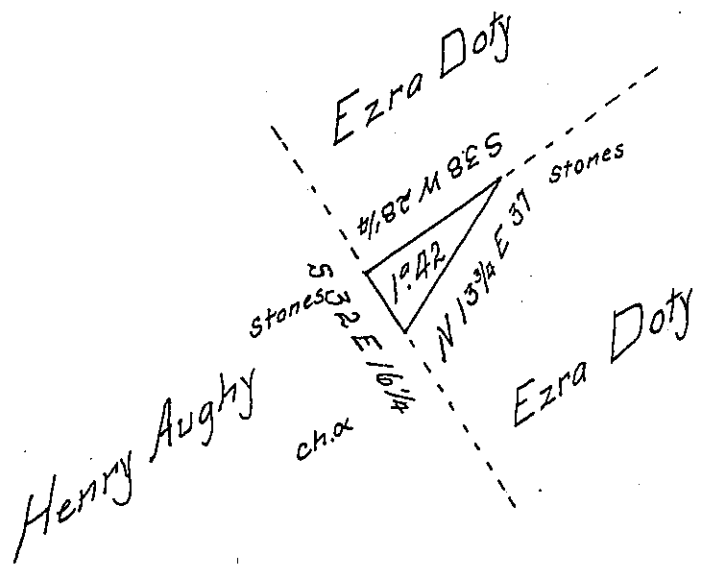 Ezra Doty
S 38 W 28 1/4
stones
1ª.42
N 13 3/4 E 37
stones
S 32 E 16 1/4
Ezra Doty
Henry Aughy
ch.o